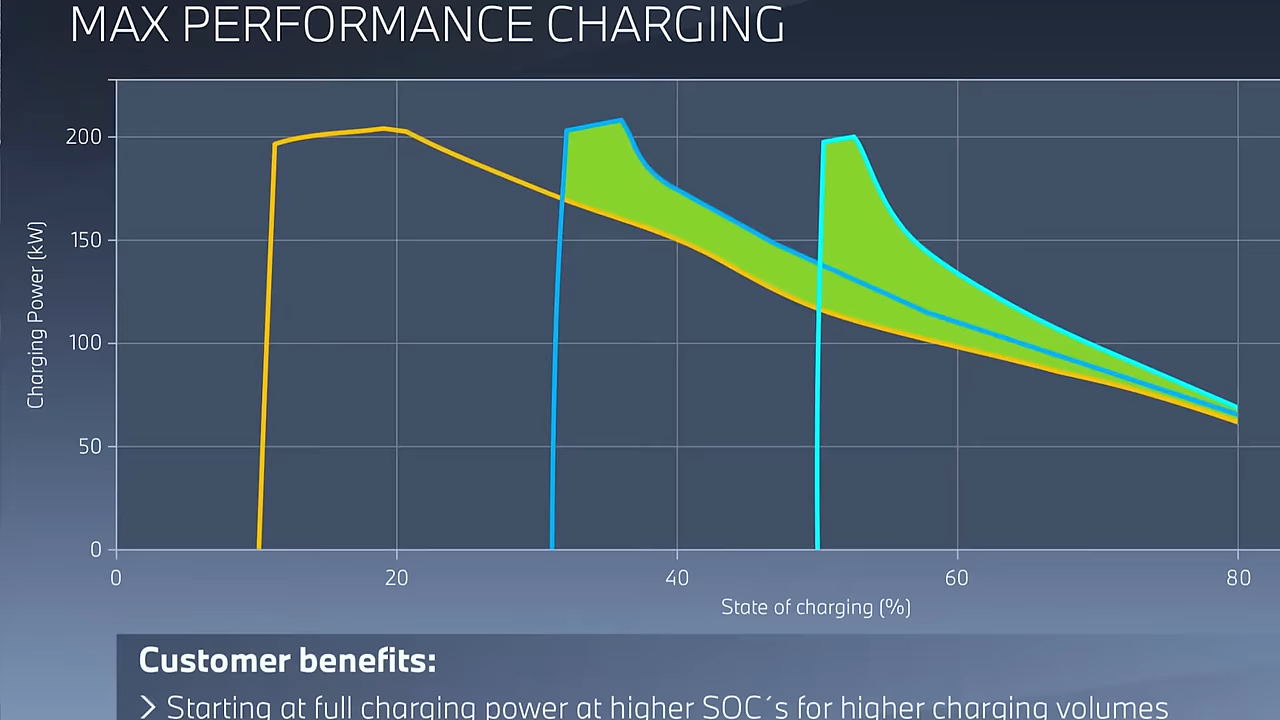 MAX PERFORMANCE CHARGING
Charging Power (kW)
200
150
100
50
0
0 20 40 60 80
State of charging (%)
Customer benefits:
> Starting at full charging power at higher SOC´s for higher charging volumes